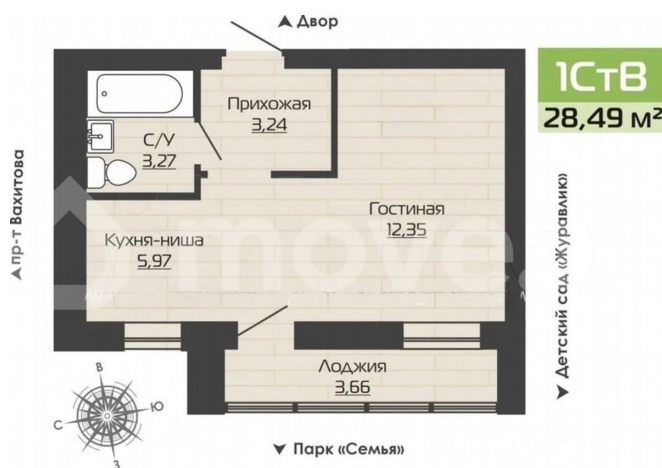 Двор
1СтВ
28,49 м²
Прихожая
3,24
С/У
3,27
Гостиная
12,35
Кухня-ниша
5,97
Лоджия
3,66
пр-т Вахитова
Детский сад «Журавлию»
Парк «Семья»
В
Ю
С
З
move